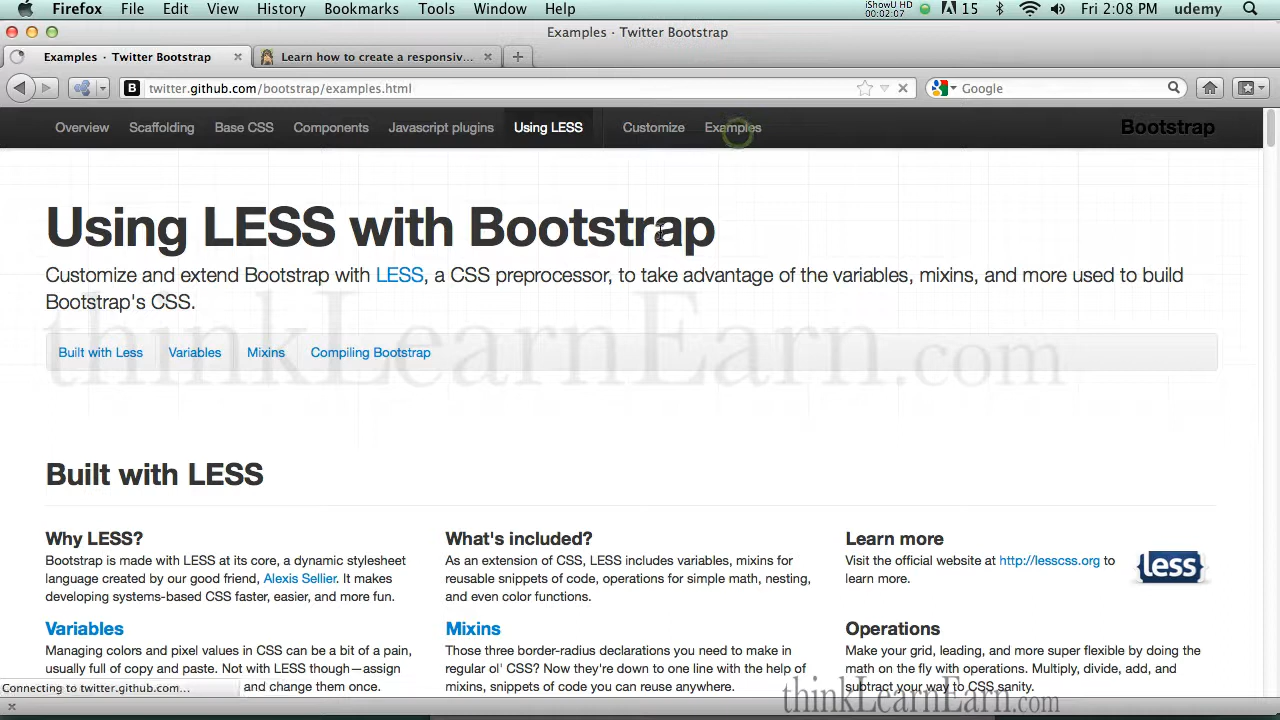 Firefox File Edit View History Bookmarks Tools Window Help iShowU HD 00:02:07 15 Fri 2:08 PM udemy
Examples · Twitter Bootstrap
Examples · Twitter Bootstrap Learn how to create a responsiv...
twitter.github.com/bootstrap/examples.html Google
Overview Scaffolding Base CSS Components Javascript plugins Using LESS Customize Examples Bootstrap
Using LESS with Bootstrap
Customize and extend Bootstrap with LESS, a CSS preprocessor, to take advantage of the variables, mixins, and more used to build
Bootstrap's CSS.
thinkLearnEarn.com
Built with Less Variables Mixins Compiling Bootstrap
Built with LESS
Why LESS?
Bootstrap is made with LESS at its core, a dynamic stylesheet
language created by our good friend, Alexis Sellier. It makes
developing systems-based CSS faster, easier, and more fun.
What's included?
As an extension of CSS, LESS includes variables, mixins for
reusable snippets of code, operations for simple math, nesting,
and even color functions.
Learn more
Visit the official website at http://lesscss.org to
learn more.
less
Variables
Managing colors and pixel values in CSS can be a bit of a pain,
usually full of copy and paste. Not with LESS though—assign
and change them once.
Mixins
Those three border-radius declarations you need to make in
regular ol' CSS? Now they're down to one line with the help of
mixins, snippets of code you can reuse anywhere.
Operations
Make your grid, leading, and more super flexible by doing the
math on the fly with operations. Multiply, divide, add, and
subtract your way to CSS sanity.
Connecting to twitter.github.com...
thinkLearnEarn.com